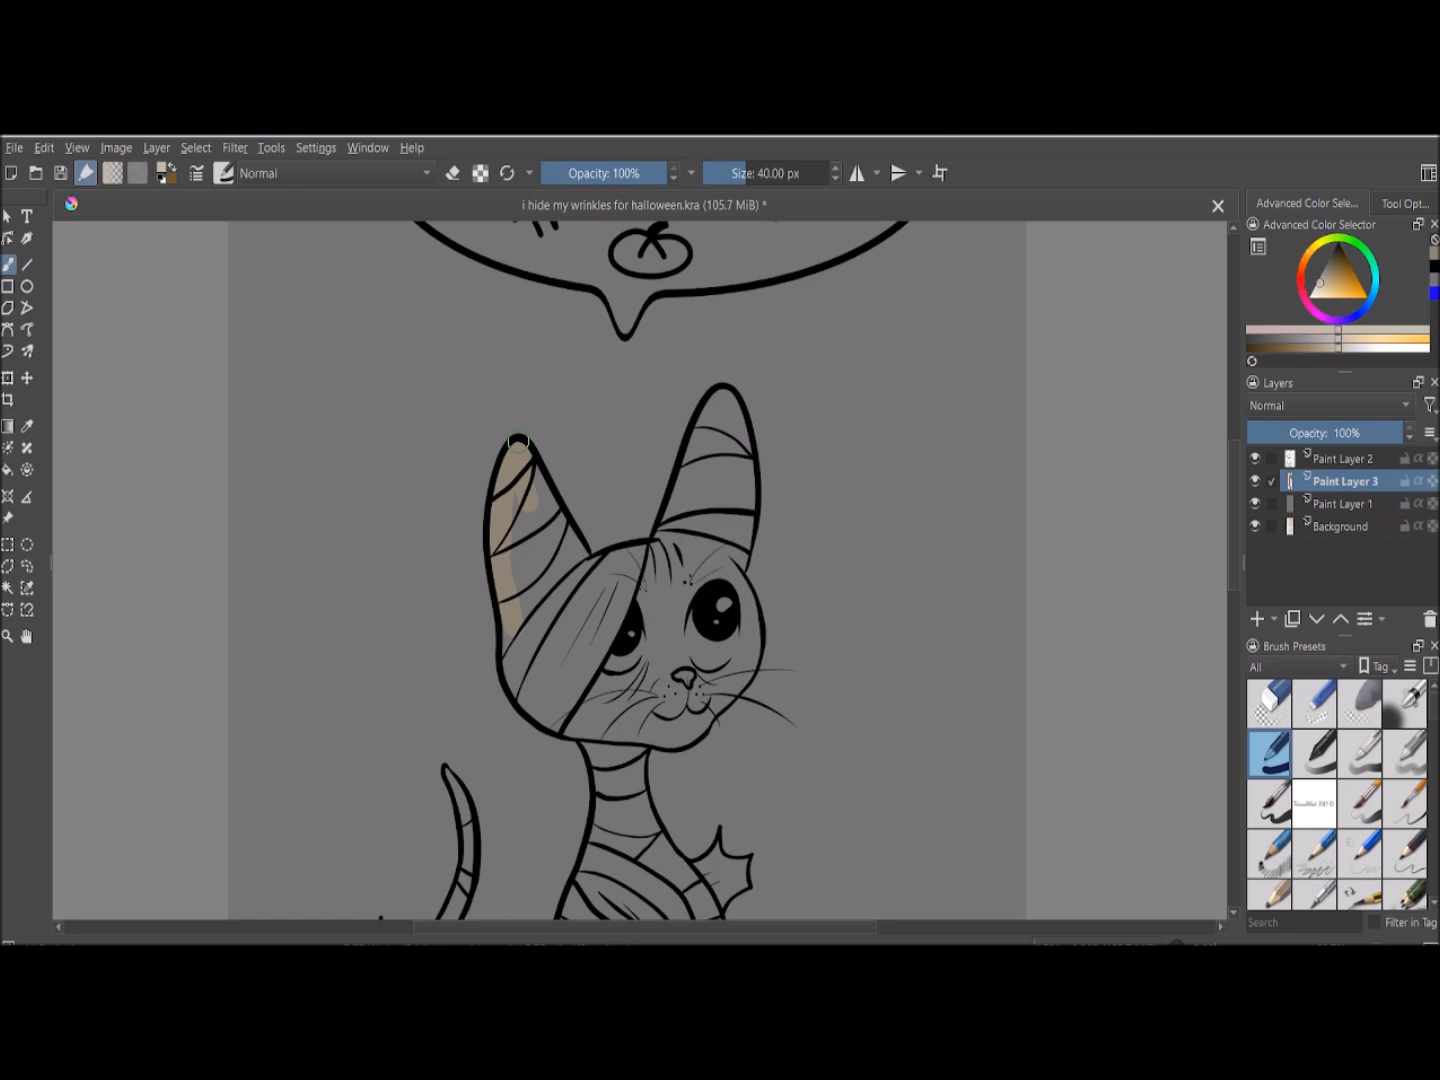 File Edit View Image Layer Select Filter Tools Settings Window Help
Normal
Opacity: 100%
Size: 40.00 px
i hide my wrinkles for halloween.kra (105.7 MiB) *
Advanced Color Sele...
Tool Opt...
Advanced Color Selector
Layers
Normal
Opacity: 100%
Paint Layer 2
Paint Layer 3
Paint Layer 1
Background
Brush Presets
All
Tag
Search
Filter in Tag